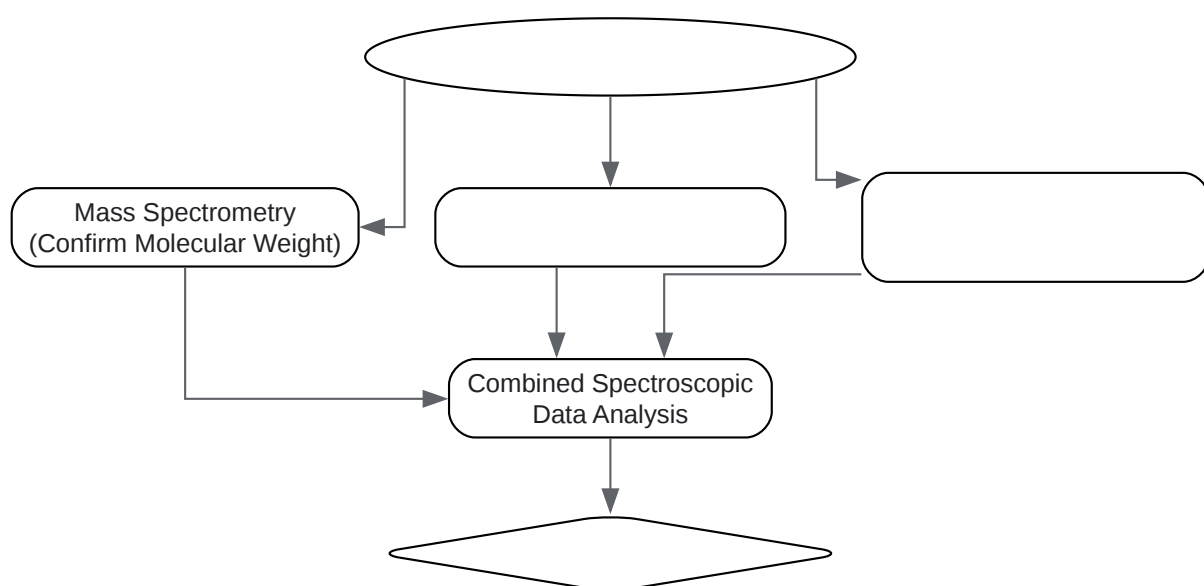 Mass Spectrometry
(Confirm Molecular Weight)
Combined Spectroscopic
Data Analysis